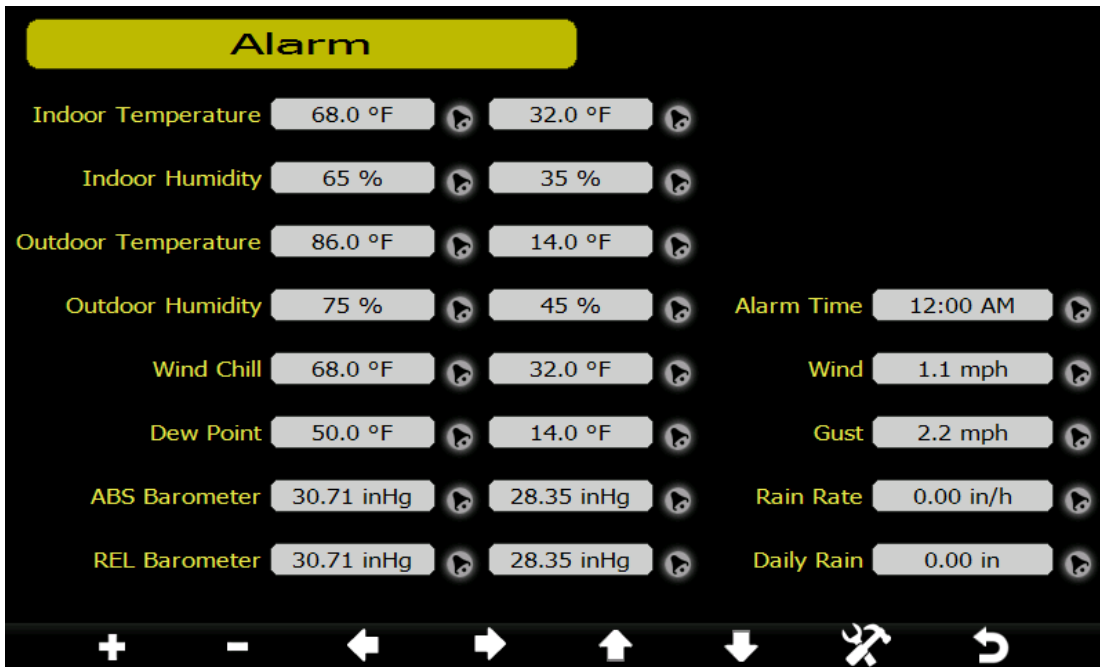 Alarm
Indoor Temperature 68.0 °F 32.0 °F
Indoor Humidity 65 % 35 %
Outdoor Temperature 86.0 °F 14.0 °F
Outdoor Humidity 75 % 45 % Alarm Time 12:00 AM
Wind Chill 68.0 °F 32.0 °F Wind 1.1 mph
Dew Point 50.0 °F 14.0 °F Gust 2.2 mph
ABS Barometer 30.71 inHg 28.35 inHg Rain Rate 0.00 in/h
REL Barometer 30.71 inHg 28.35 inHg Daily Rain 0.00 in